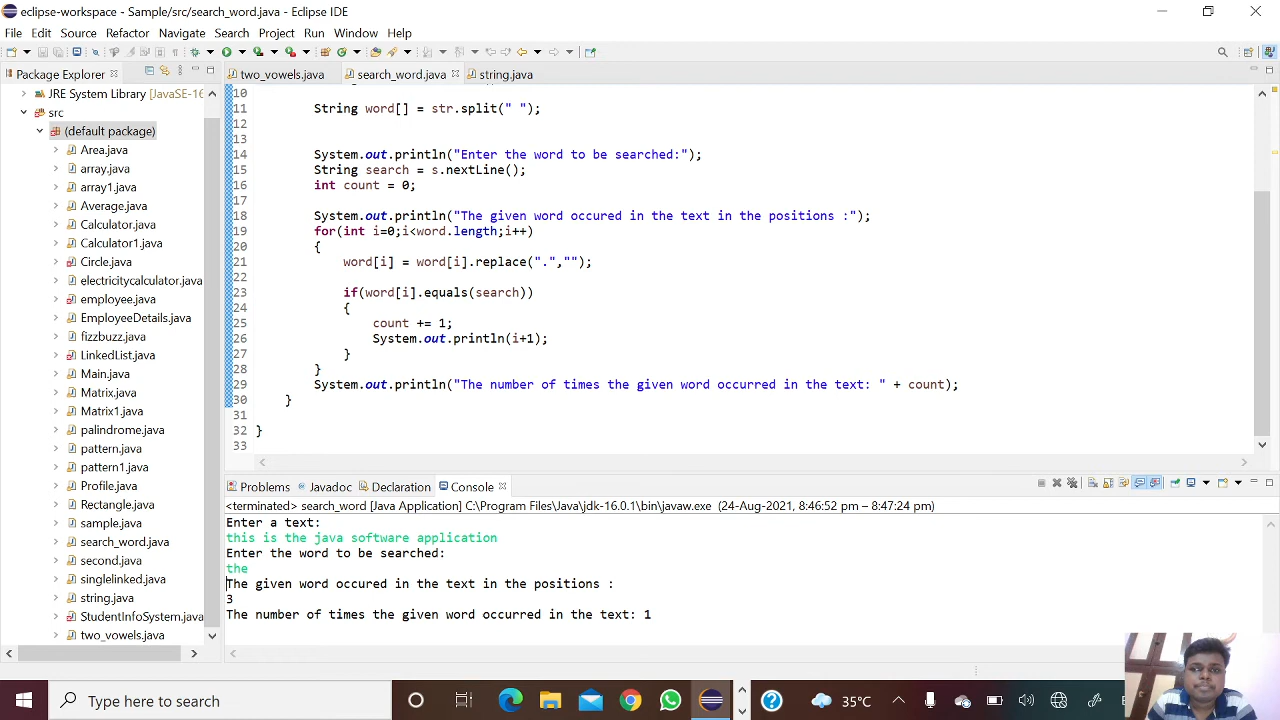 eclipse-workspace - Sample/src/search_word.java - Eclipse IDE
File Edit Source Refactor Navigate Search Project Run Window Help
Package Explorer
two_vowels.java search_word.java string.java
JRE System Library [JavaSE-16
src
(default package)
Area.java
array.java
array1.java
Average.java
Calculator.java
Calculator1.java
Circle.java
electricitycalculator.java
employee.java
EmployeeDetails.java
fizzbuzz.java
LinkedList.java
Main.java
Matrix.java
Matrix1.java
palindrome.java
pattern.java
pattern1.java
Profile.java
Rectangle.java
sample.java
search_word.java
second.java
singlelinked.java
string.java
StudentInfoSystem.java
two_vowels.java
10
11 String word[] = str.split(" ");
12
13
14 System.out.println("Enter the word to be searched:");
15 String search = s.nextLine();
16 int count = 0;
17
18 System.out.println("The given word occured in the text in the positions :");
19 for(int i=0;i<word.length;i++)
20 {
21 word[i] = word[i].replace(".","");
22
23 if(word[i].equals(search))
24 {
25 count += 1;
26 System.out.println(i+1);
27 }
28 }
29 System.out.println("The number of times the given word occurred in the text: " + count);
30 }
31
32 }
33
Problems Javadoc Declaration Console
<terminated> search_word [Java Application] C:\Program Files\Java\jdk-16.0.1\bin\javaw.exe (24-Aug-2021, 8:46:52 pm – 8:47:24 pm)
Enter a text:
this is the java software application
Enter the word to be searched:
the
The given word occured in the text in the positions :
3
The number of times the given word occurred in the text: 1
Type here to search
35°C